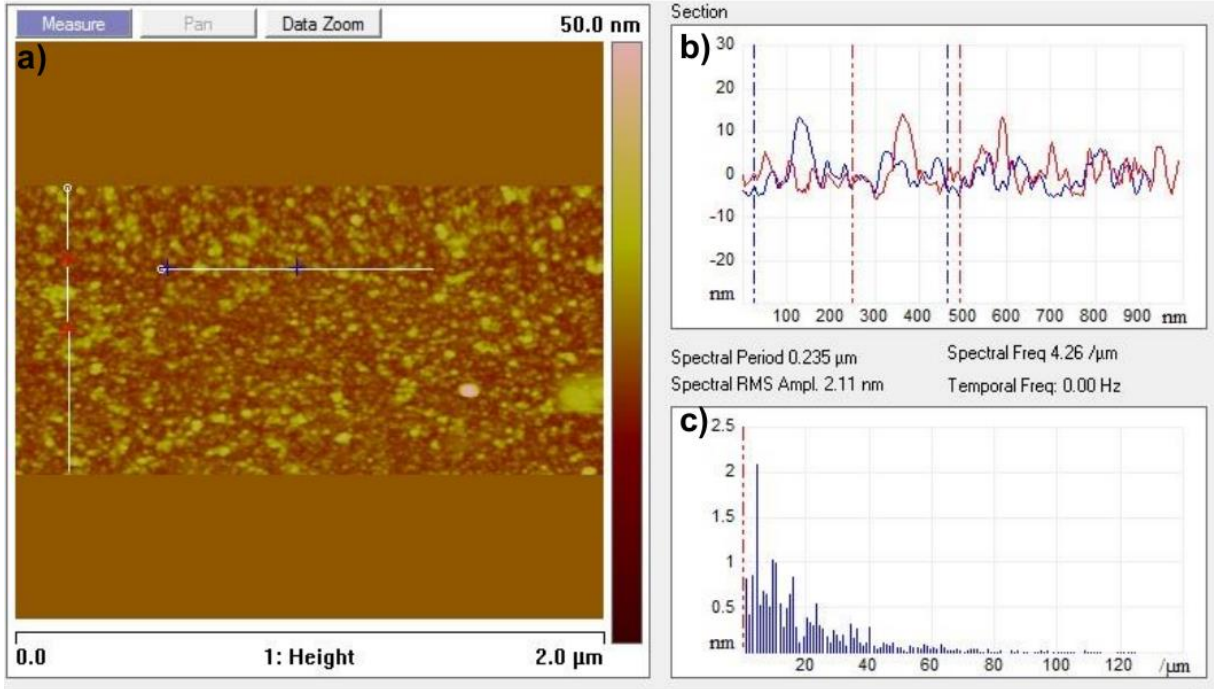 Measure Pan Data Zoom 50.0 nm
a)
0.0 1: Height 2.0 µm
Section
b)
30
20
10
0
-10
-20
nm
100 200 300 400 500 600 700 800 900 nm
Spectral Period 0.235 µm Spectral Freq 4.26 /µm
Spectral RMS Ampl. 2.11 nm Temporal Freq: 0.00 Hz
c)
2.5
2
1.5
1
0.5
nm
20 40 60 80 100 120 /µm